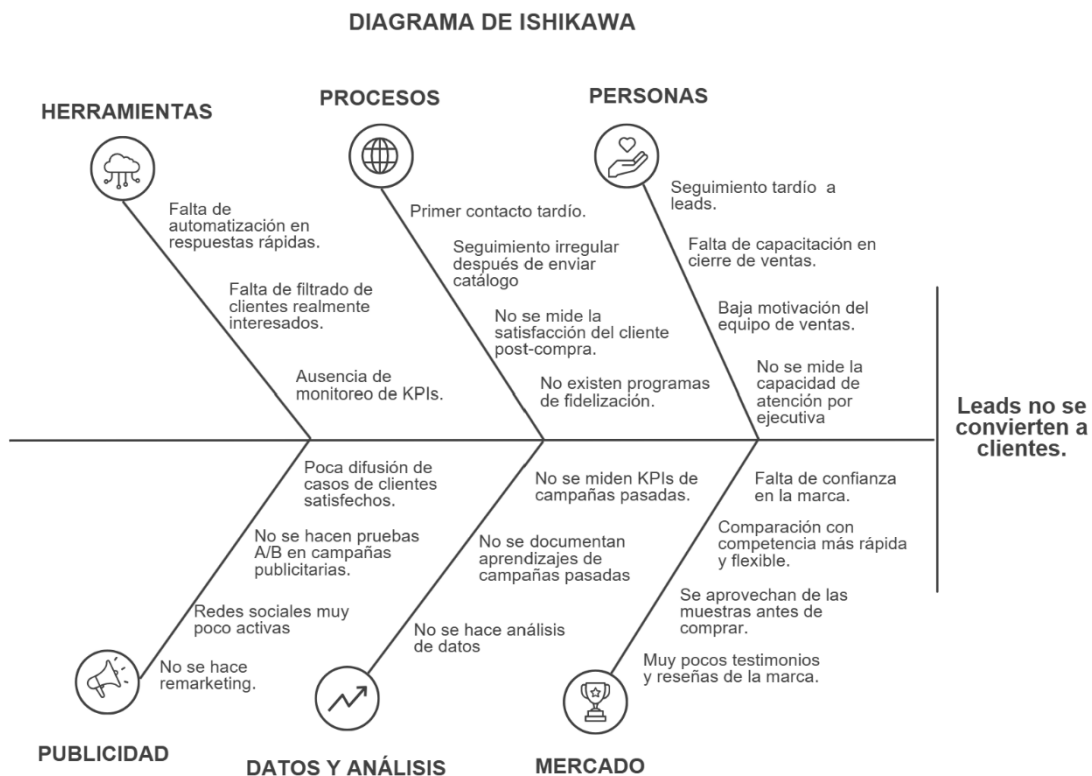 DIAGRAMA DE ISHIKAWA
HERRAMIENTAS
Falta de
automatización en
respuestas rápidas.
Falta de filtrado de
clientes realmente
interesados.
Ausencia de
monitoreo de KPIs.
PROCESOS
Primer contacto tardío.
Seguimiento irregular
después de enviar
catálogo
No se mide la
satisfacción del cliente
post-compra.
No existen programas
de fidelización.
PERSONAS
Seguimiento tardío a
leads.
Falta de capacitación en
cierre de ventas.
Baja motivación del
equipo de ventas.
No se mide la
capacidad de
atención por
ejecutiva
Leads no se
convierten a
clientes.
Poca difusión de
casos de clientes
satisfechos.
No se hacen pruebas
A/B en campañas
publicitarias.
Redes sociales muy
poco activas
No se hace
remarketing.
PUBLICIDAD
No se miden KPIs de
campañas pasadas.
No se documentan
aprendizajes de
campañas pasadas
No se hace análisis
de datos
DATOS Y ANÁLISIS
Falta de confianza
en la marca.
Comparación con
competencia más rápida
y flexible.
Se aprovechan de las
muestras antes de
comprar.
Muy pocos testimonios
y reseñas de la marca.
MERCADO